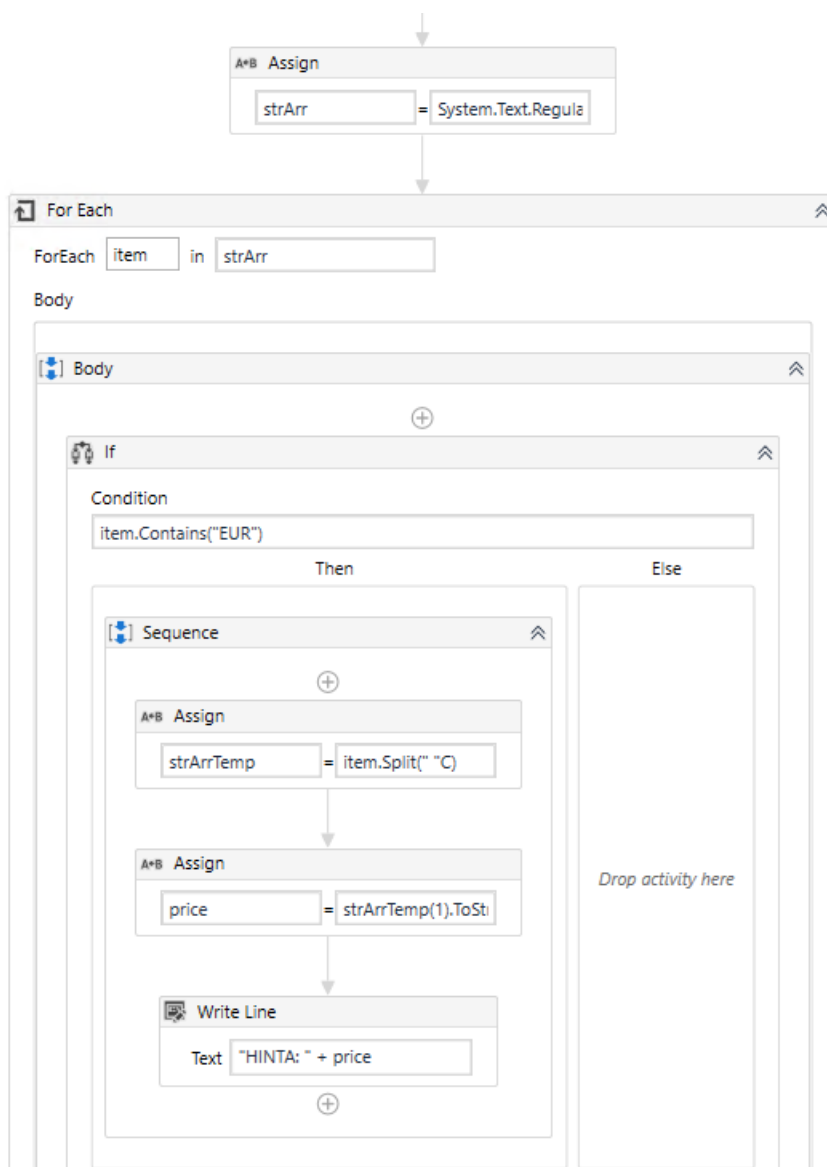 A*B Assign
strArr = System.Text.Regula
For Each
ForEach item in strArr
Body
Body
If
Condition
item.Contains("EUR")
Then Else
Sequence
A*B Assign
strArrTemp = item.Split(" "C)
A*B Assign
price = strArrTemp(1).ToSt
Drop activity here
Write Line
Text "HINTA: " + price